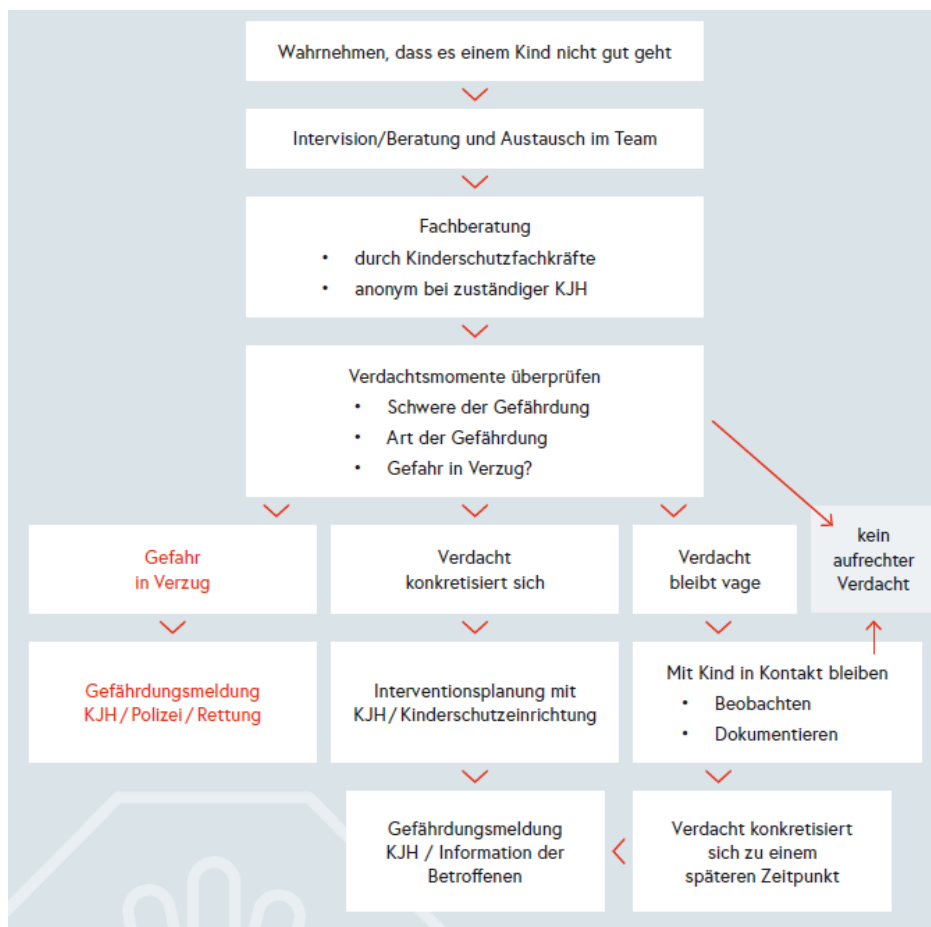 Wahrnehmen, dass es einem Kind nicht gut geht
Intervision/Beratung und Austausch im Team
Fachberatung
• durch Kinderschutzfachkräfte
• anonym bei zuständiger KJH
Verdachtsmomente überprüfen
• Schwere der Gefährdung
• Art der Gefährdung
• Gefahr in Verzug?
Gefahr
in Verzug
Verdacht
konkretisiert sich
Verdacht
bleibt vage
kein
aufrechter
Verdacht
Gefährdungsmeldung
KJH / Polizei / Rettung
Interventionsplanung mit
KJH / Kinderschutzeinrichtung
Mit Kind in Kontakt bleiben
• Beobachten
• Dokumentieren
Gefährdungsmeldung
KJH / Information der
Betroffenen
Verdacht konkretisiert
sich zu einem
späteren Zeitpunkt